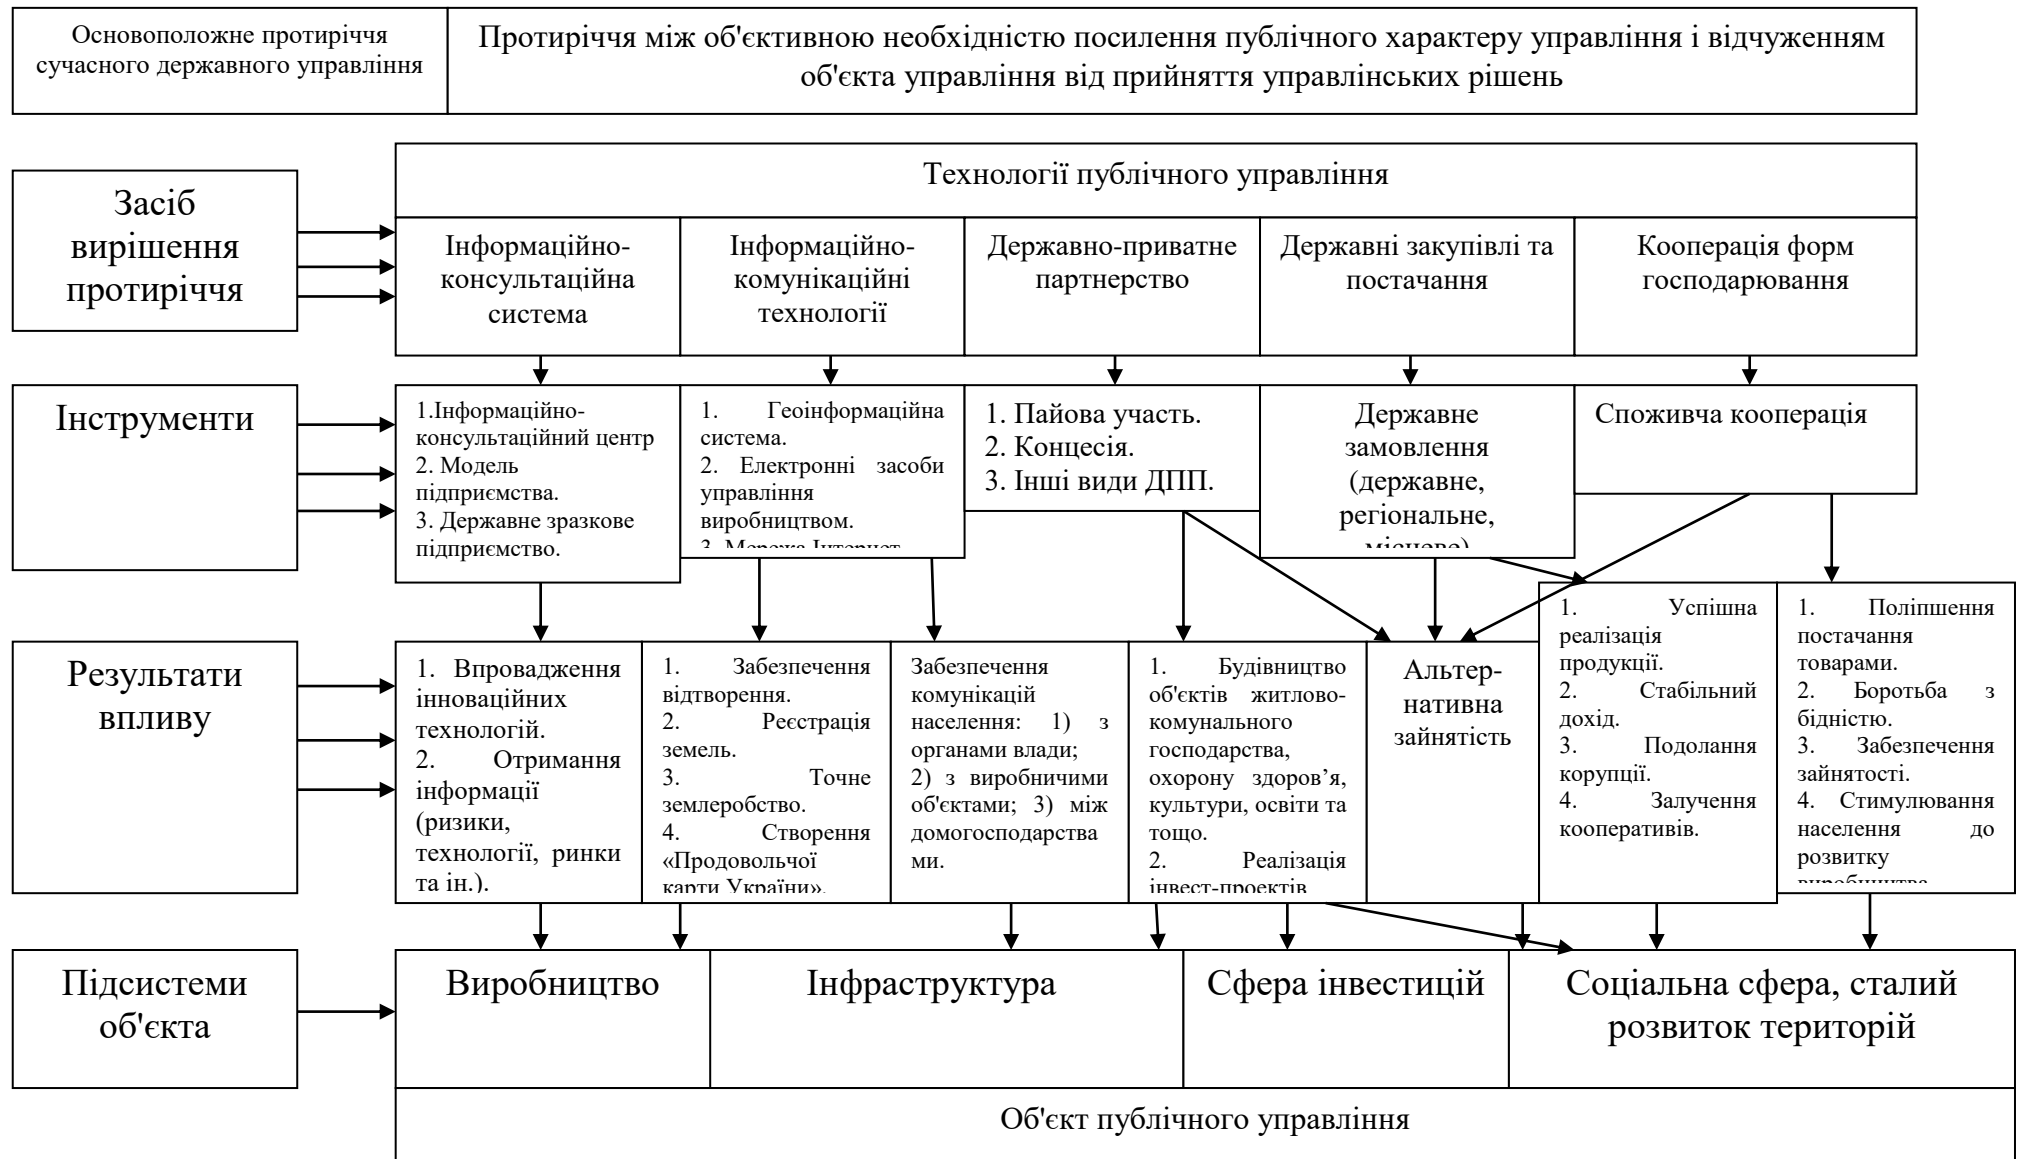 Основоположне протиріччя
сучасного державного управління
Протиріччя між об'єктивною необхідністю посилення публічного характеру управління і відчуженням
об'єкта управління від прийняття управлінських рішень
Засіб
вирішення
протиріччя
Технології публічного управління
Інформаційно-
консультаційна
система
Інформаційно-
комунікаційні
технології
Державно-приватне
партнерство
Державні закупівлі та
постачання
Кооперація форм
господарювання
Інструменти
1.Інформаційно-
консультаційний центр
2. Модель
підприємства.
3. Державне зразкове
підприємство.
1. Геоінформаційна
система.
2. Електронні засоби
управління
виробництвом.
3. Мережа Інтернет
1. Пайова участь.
2. Концесія.
3. Інші види ДПП.
Державне
замовлення
(державне,
регіональне,
місцеве)
Споживча кооперація
Результати
впливу
1. Впровадження
інноваційних
технологій.
2. Отримання
інформації
(ризики,
технології, ринки
та ін.).
1. Забезпечення
відтворення.
2. Реєстрація
земель.
3. Точне
землеробство.
4. Створення
«Продовольчої
карти України».
Забезпечення
комунікацій
населення: 1) з
органами влади;
2) з виробничими
об'єктами; 3) між
домогосподарства
ми.
1. Будівництво
об'єктів житлово-
комунального
господарства,
охорону здоров’я,
культури, освіти та
тощо.
2. Реалізація
інвест-проектів
Альтер-
нативна
зайнятість
1. Успішна
реалізація
продукції.
2. Стабільний
дохід.
3. Подолання
корупції.
4. Залучення
кооперативів.
1. Поліпшення
постачання
товарами.
2. Боротьба з
бідністю.
3. Забезпечення
зайнятості.
4. Стимулювання
населення до
розвитку
виробництва
Підсистеми
об'єкта
Виробництво
Інфраструктура
Сфера інвестицій
Соціальна сфера, сталий
розвиток територій
Об'єкт публічного управління